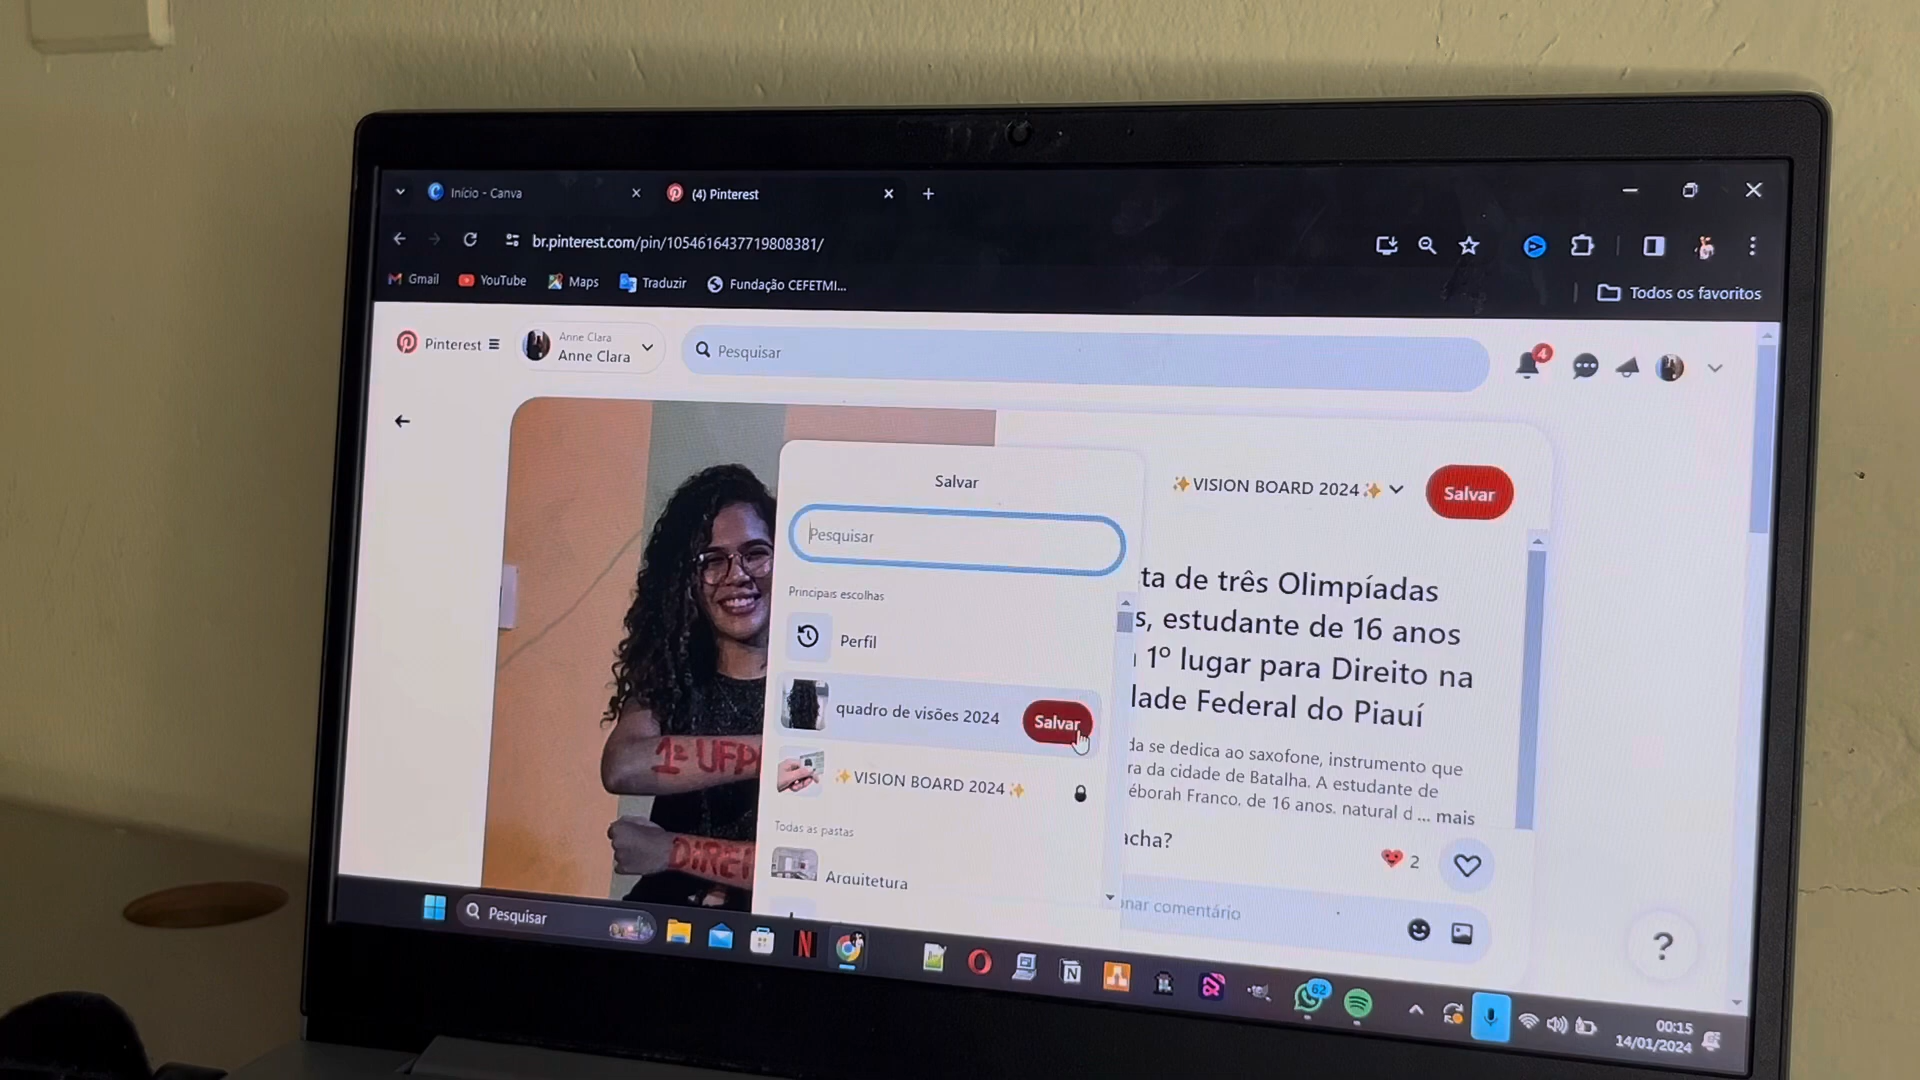 Início - Canva
(4) Pinterest
br.pinterest.com/pin/1054616437719808381/
Gmail
YouTube
Maps
Traduzir
Fundação CEFETMI...
Todos os favoritos
Pinterest
Anne Clara
Anne Clara
Pesquisar
4
Salvar
Pesquisar
Principais escolhas
Perfil
quadro de visões 2024
Salvar
✨VISION BOARD 2024✨
Todas as pastas
Arquitetura
✨VISION BOARD 2024✨
Salvar
ta de três Olimpíadas
s, estudante de 16 anos
1º lugar para Direito na
lade Federal do Piauí
da se dedica ao saxofone, instrumento que
ra da cidade de Batalha. A estudante de
éborah Franco, de 16 anos, natural d ... mais
acha?
2
onar comentário
?
1º UFP
DIREI
Pesquisar
62
00:15
14/01/2024